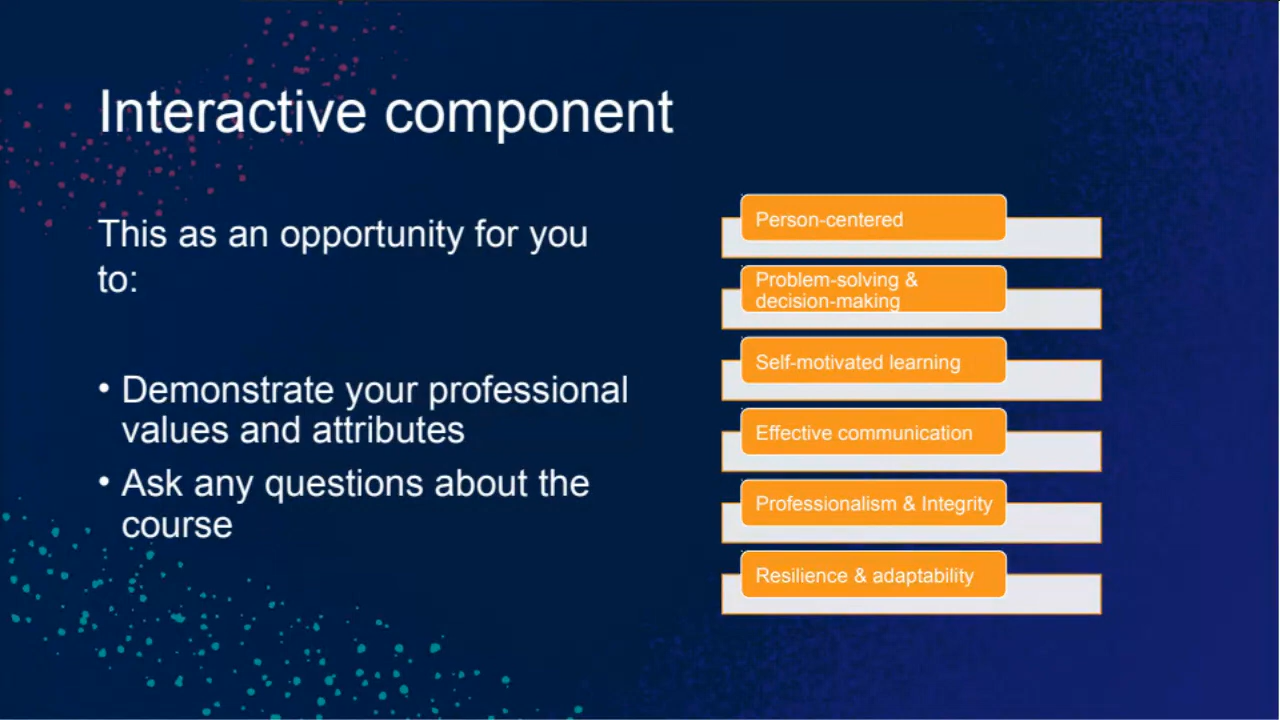 Interactive component
This as an opportunity for you
to:
• Demonstrate your professional
values and attributes
• Ask any questions about the
course
Person-centered
Problem-solving &
decision-making
Self-motivated learning
Effective communication
Professionalism & Integrity
Resilience & adaptability